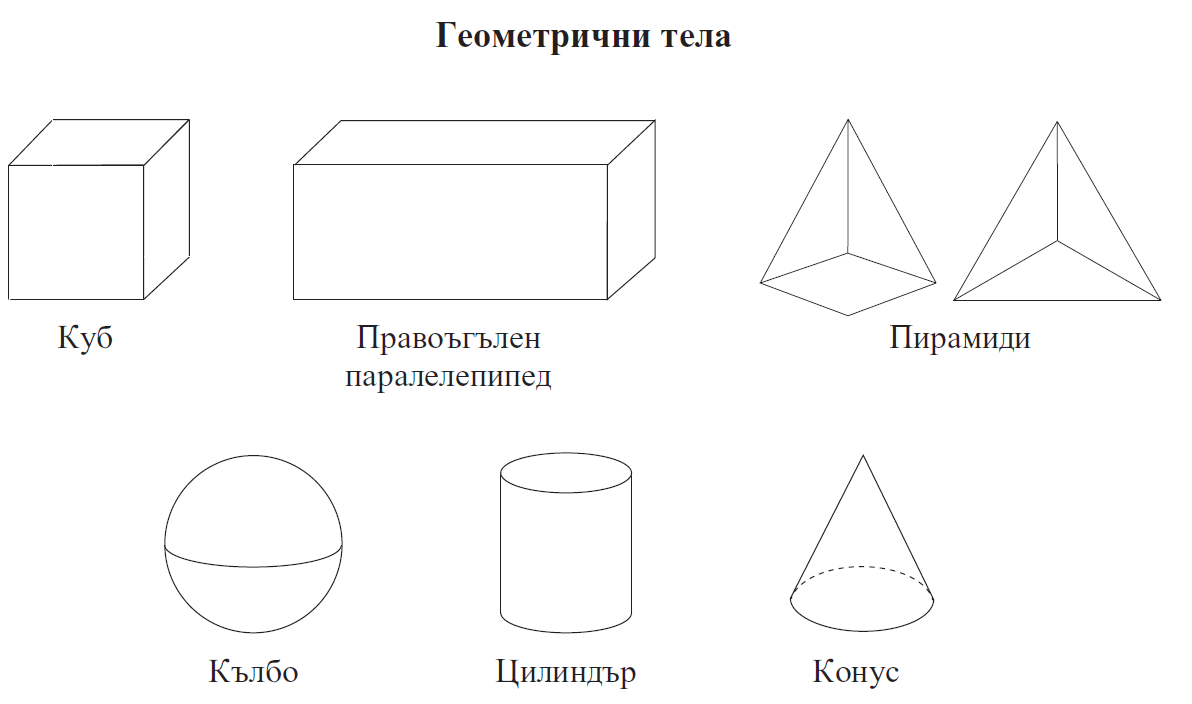 Геометрични тела
Куб
Правоъгълен
паралелепипед
Пирамиди
Кълбо
Цилиндър
Конус